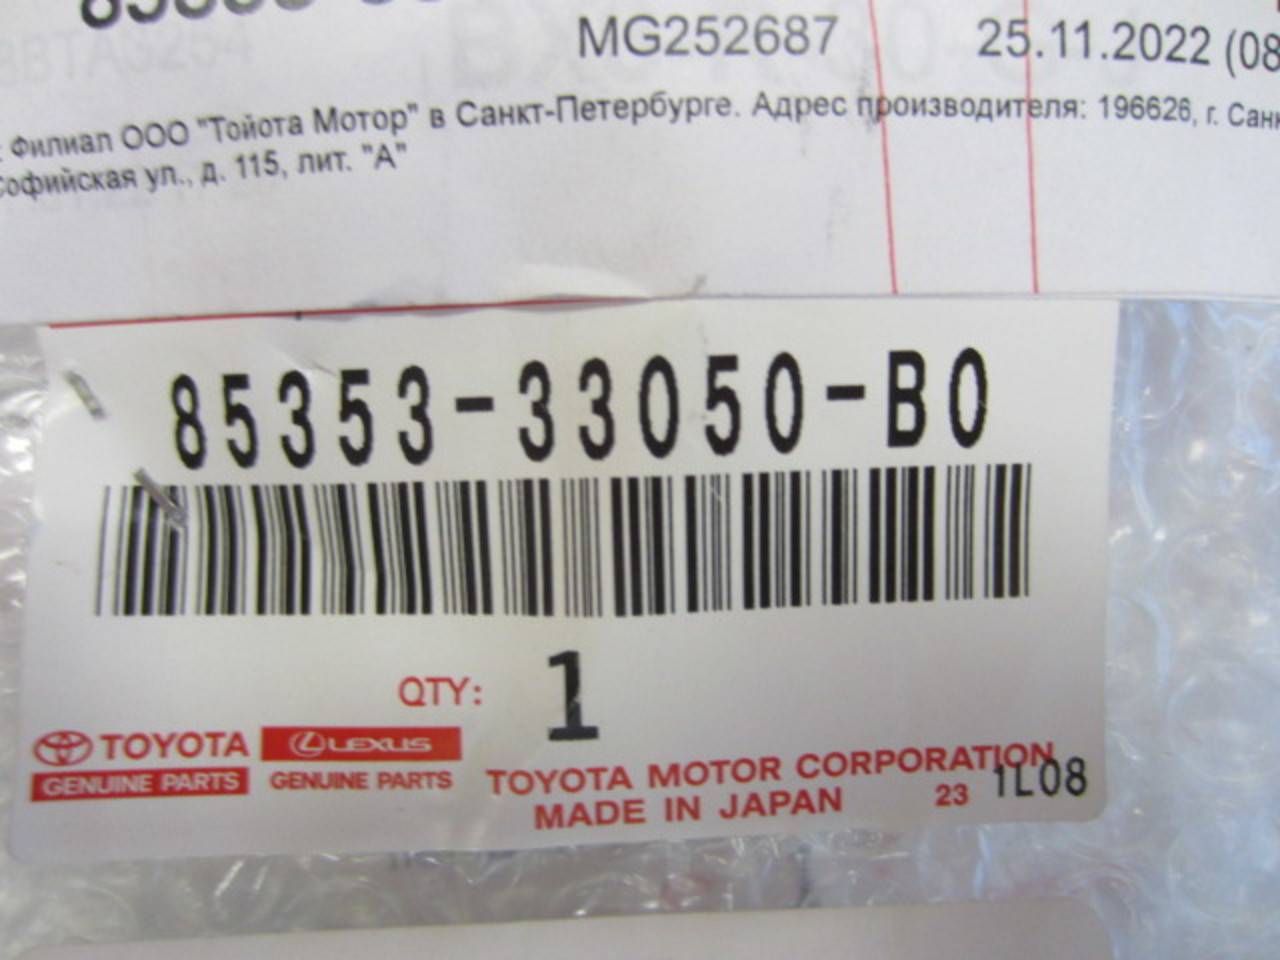 MG252687 25.11.2022 (08
: Филиал ООО "Тойота Мотор" в Санкт-Петербурге. Адрес производителя: 196626, г. Санк
Софийская ул., д. 115, лит. "А"
85353-33050-B0
QTY: 1
TOYOTA
GENUINE PARTS
LEXUS
GENUINE PARTS
TOYOTA MOTOR CORPORATION
MADE IN JAPAN 23 1L08